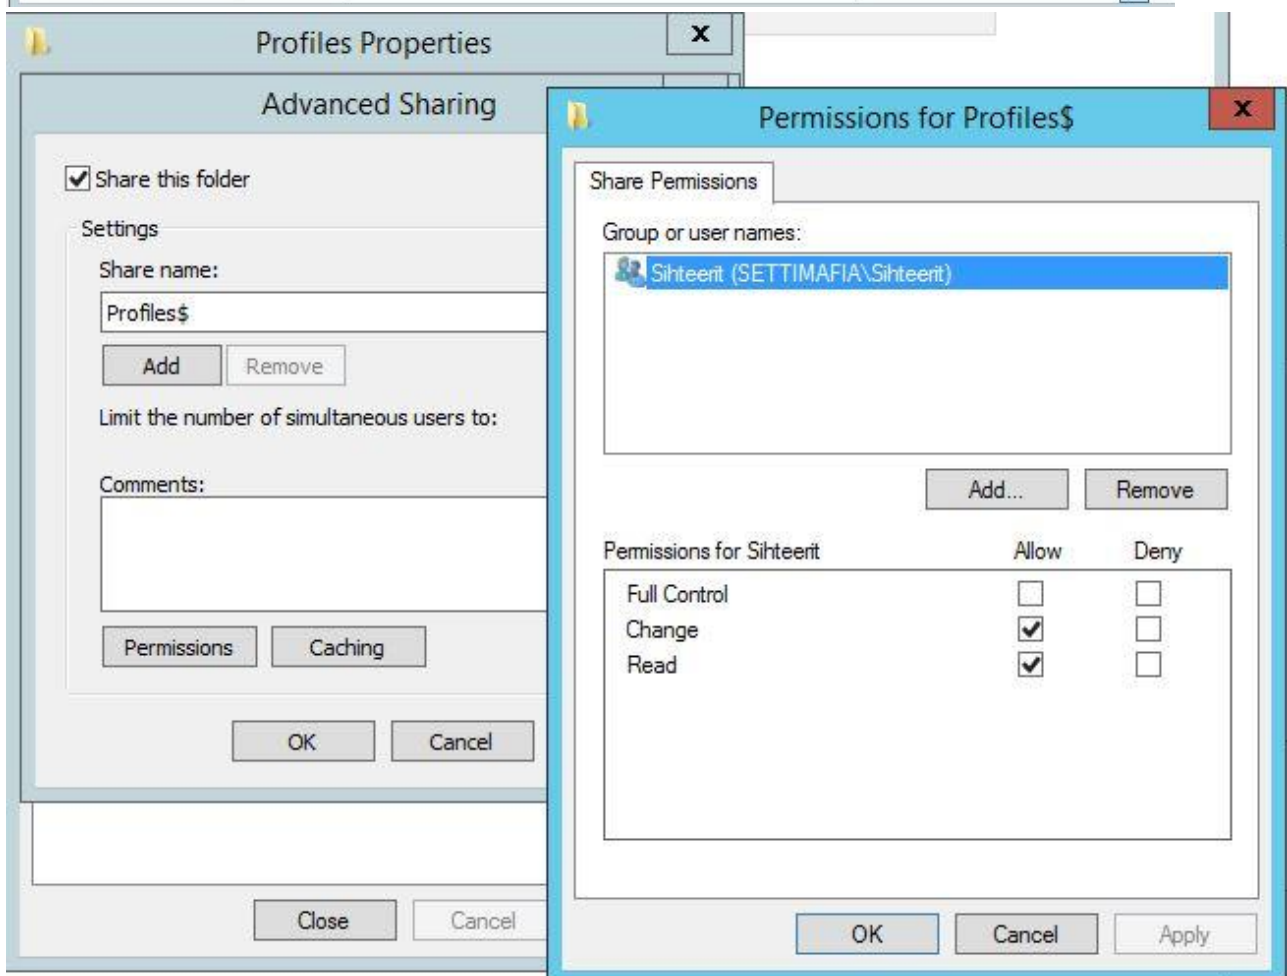 Profiles Properties
x
Advanced Sharing
Share this folder
Settings
Share name:
Profiles$
Add
Remove
Limit the number of simultaneous users to:
Comments:
Permissions
Caching
OK
Cancel
Close
Cancel
Permissions for Profiles$
x
Share Permissions
Group or user names:
Sihteerit (SETTIMAFIA\Sihteerit)
Add...
Remove
Permissions for Sihteerit
Allow
Deny
Full Control
Change
Read
OK
Cancel
Apply